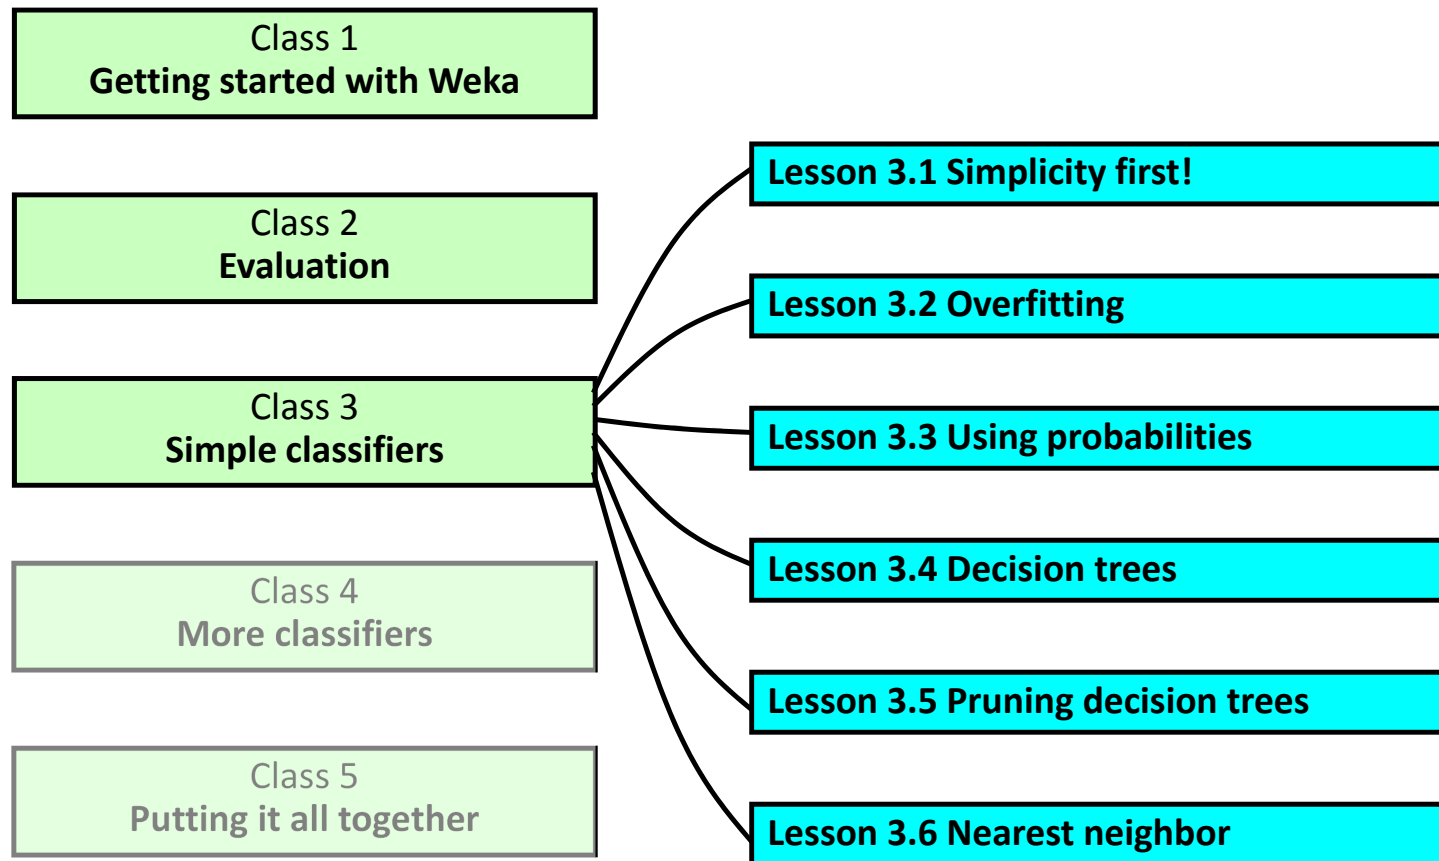 Class 1
Getting started with Weka
Class 2
Evaluation
Class 3
Simple classifiers
Class 4
More classifiers
Class 5
Putting it all together
Lesson 3.1 Simplicity first!
Lesson 3.2 Overfitting
Lesson 3.3 Using probabilities
Lesson 3.4 Decision trees
Lesson 3.5 Pruning decision trees
Lesson 3.6 Nearest neighbor